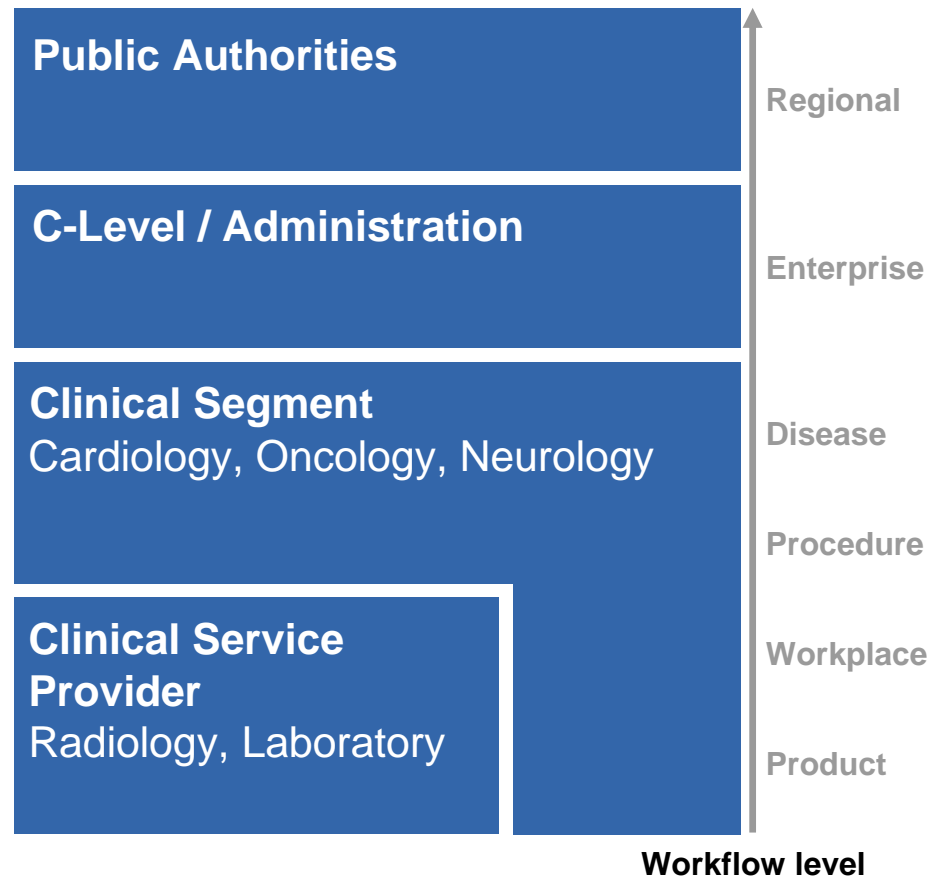 Public Authorities
Regional
C-Level / Administration
Enterprise
Clinical Segment
Cardiology, Oncology, Neurology
Disease
Procedure
Clinical Service
Provider
Radiology, Laboratory
Workplace
Product
Workflow level